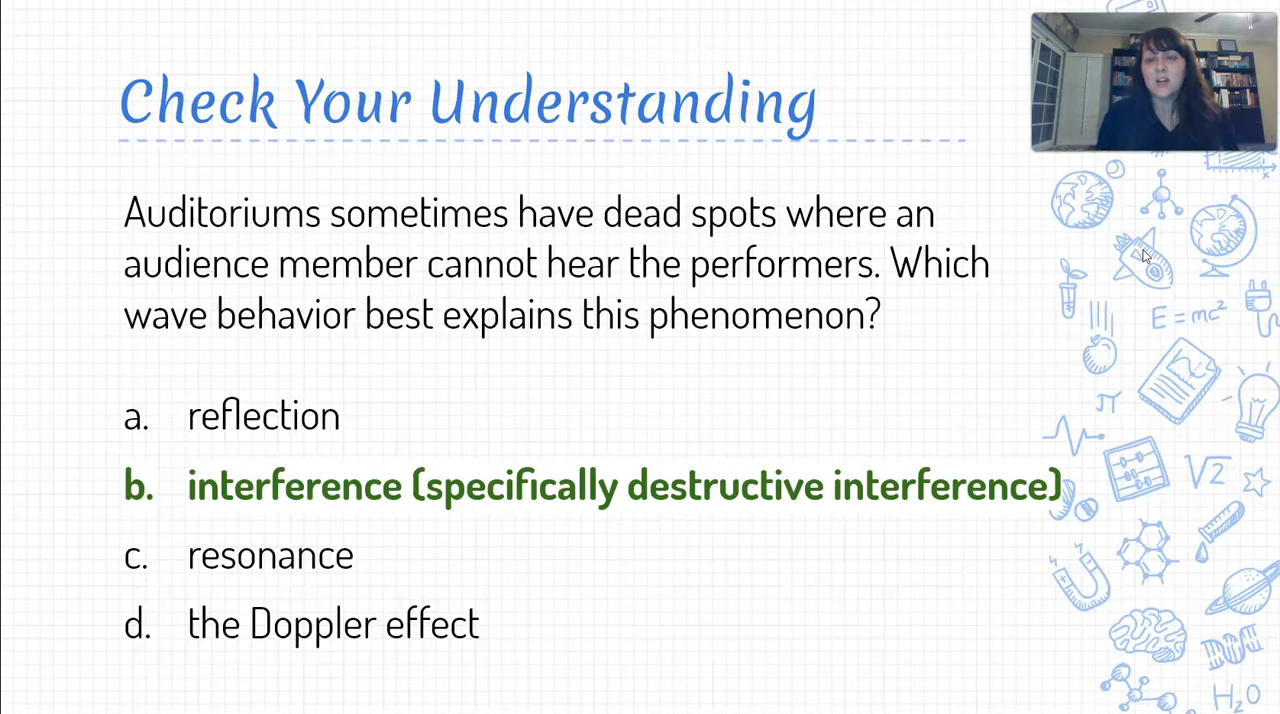 Check Your Understanding
Auditoriums sometimes have dead spots where an
audience member cannot hear the performers. Which
wave behavior best explains this phenomenon?
a. reflection
b. interference (specifically destructive interference)
c. resonance
d. the Doppler effect
E=mc²
π
√2
H₂O